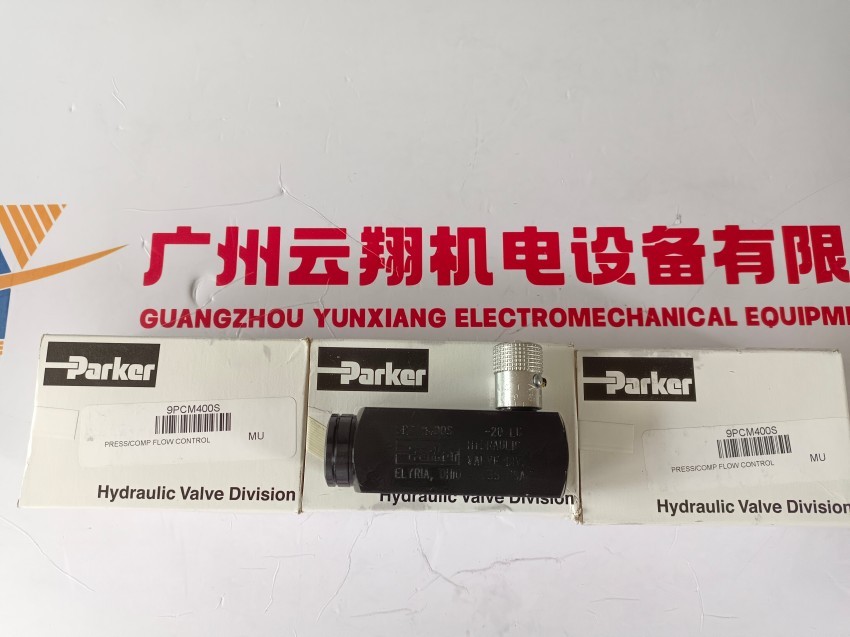 广州云翔机电设备有限
GUANGZHOU YUNXIANG ELECTROMECHANICAL EQUIPME
Parker
9PCM400S
PRESS/COMP FLOW CONTROL
MU
Hydraulic Valve Division
Parker
HYDRAULIC
ELYRIA, OHIO
Hydraulic Valve Division
Parker
9PCM400S
PRESS/COMP FLOW CONTROL
MU
Hydraulic Valve Division